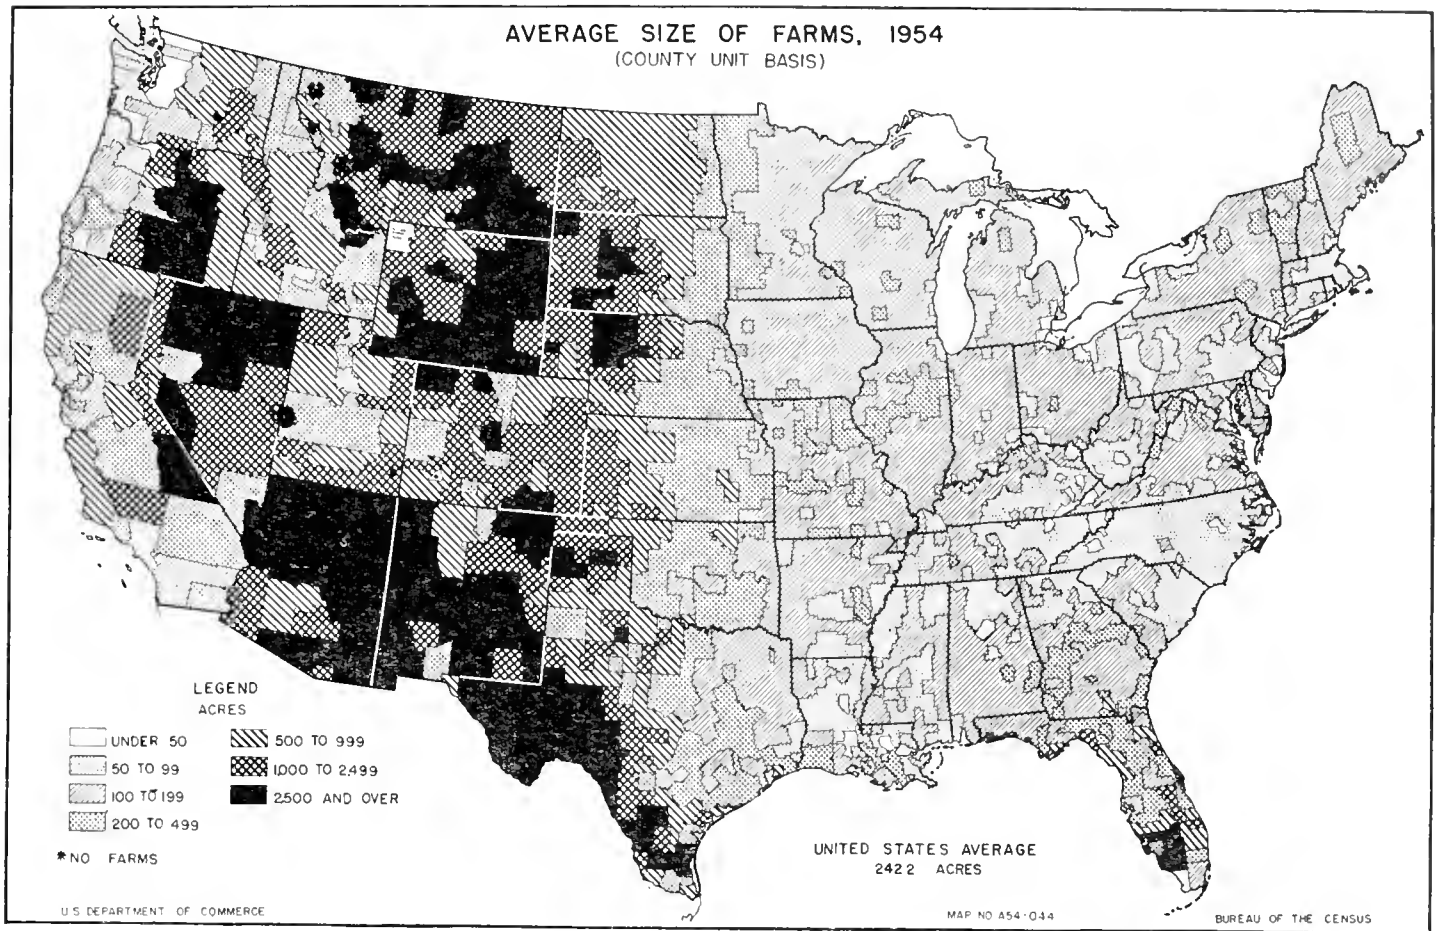 AVERAGE SIZE OF FARMS, 1954
(COUNTY UNIT BASIS)
LEGEND
ACRES
UNDER 50
50 TO 99
100 TO 199
200 TO 499
500 TO 999
1,000 TO 2,499
2,500 AND OVER
*NO FARMS
UNITED STATES AVERAGE
242.2 ACRES
U S DEPARTMENT OF COMMERCE
MAP NO A54-044
BUREAU OF THE CENSUS